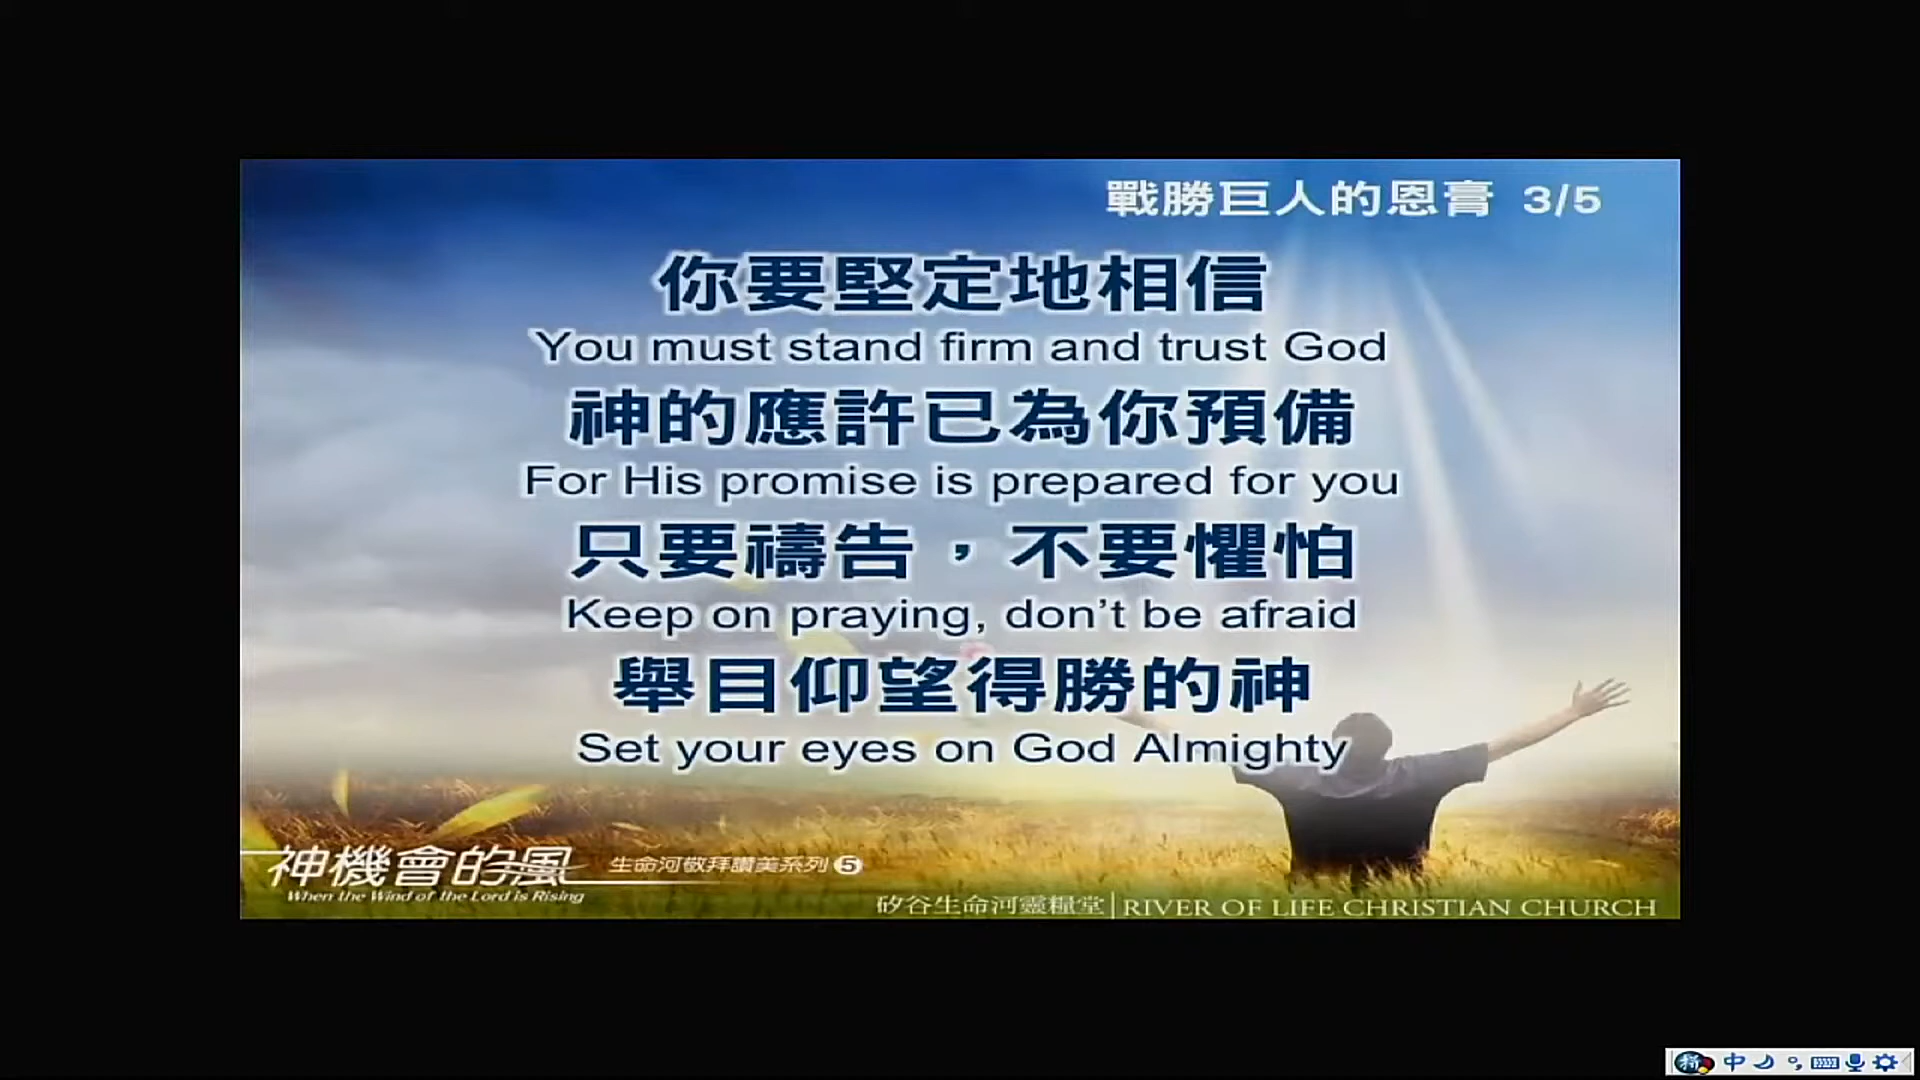 戰勝巨人的恩膏 3/5
你要堅定地相信
You must stand firm and trust God
神的應許已為你預備
For His promise is prepared for you
只要禱告，不要懼怕
Keep on praying, don't be afraid
舉目仰望得勝的神
Set your eyes on God Almighty
神機會的風 生命河敬拜讚美系列 5
When the Wind of the Lord is Rising
矽谷生命河靈糧堂 | RIVER OF LIFE CHRISTIAN CHURCH
拼 中